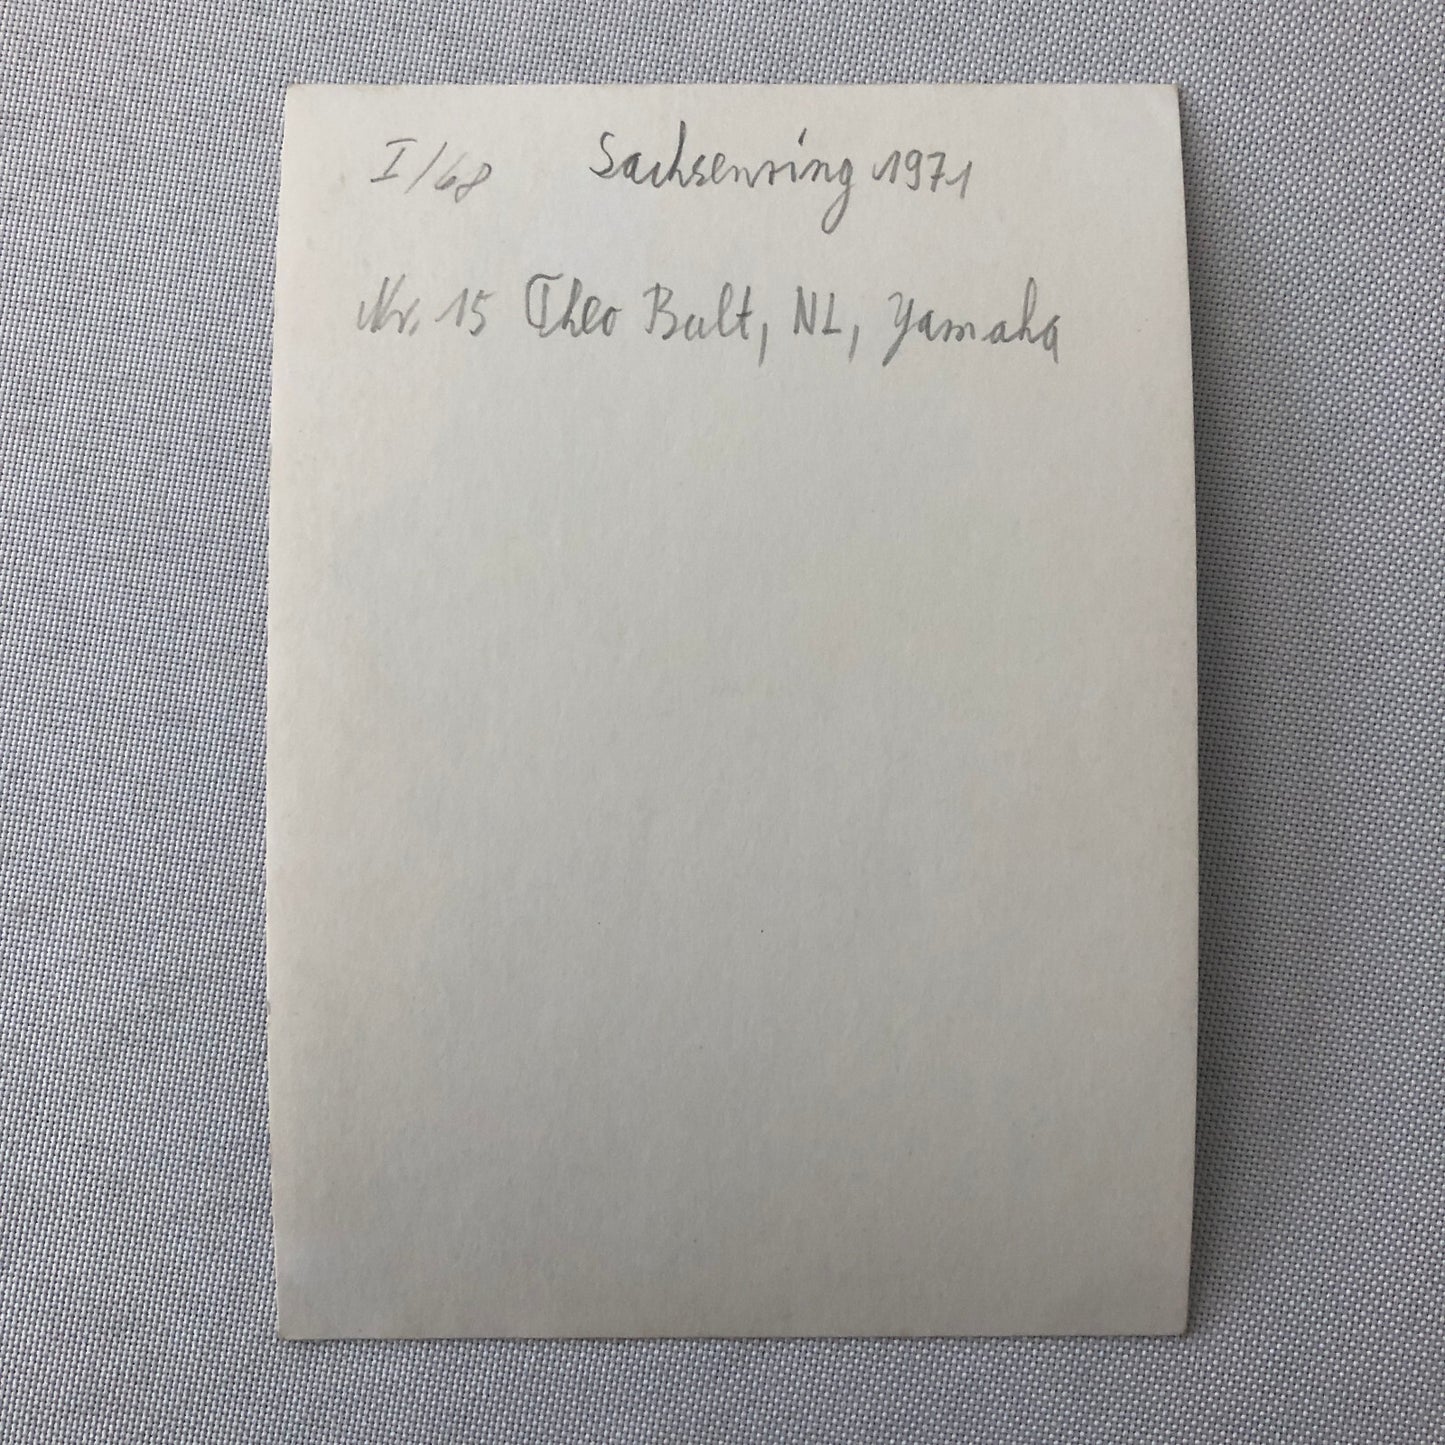 I/68 Sachsenring 1971
Nr. 15 Theo Bult, NL, Yamaha